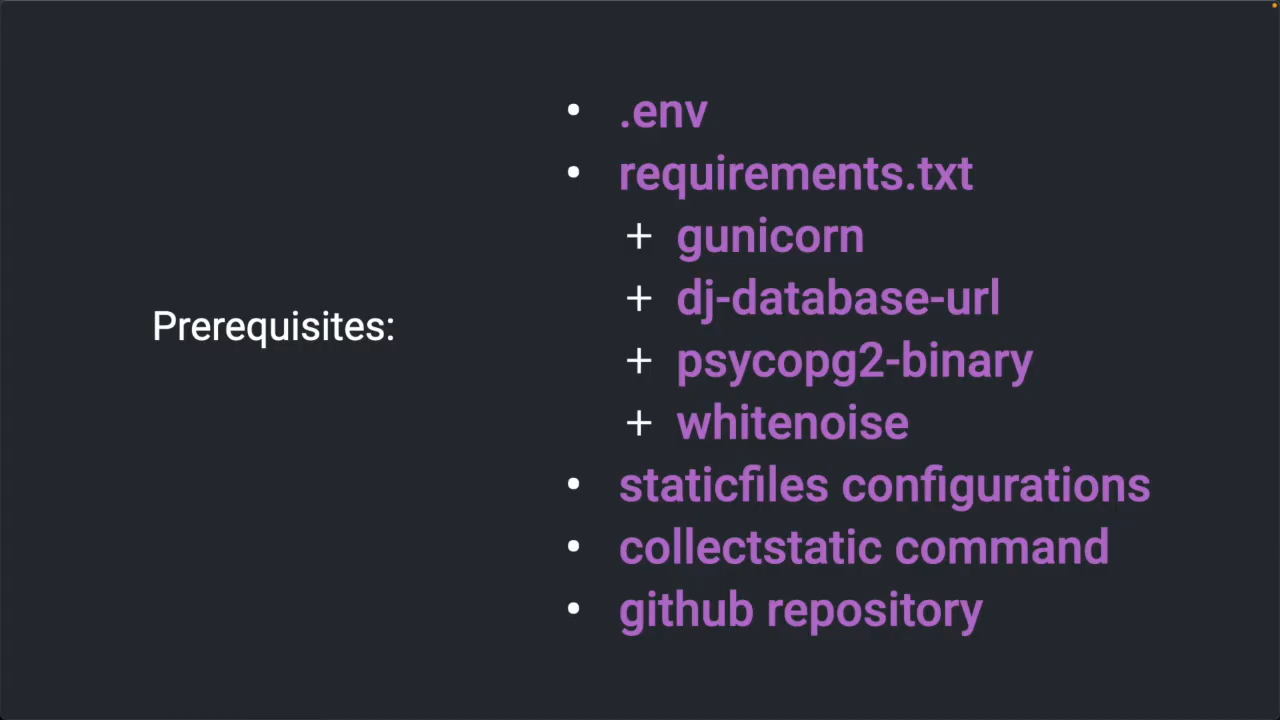 Prerequisites:
• .env
• requirements.txt
+ gunicorn
+ dj-database-url
+ psycopg2-binary
+ whitenoise
• staticfiles configurations
• collectstatic command
• github repository